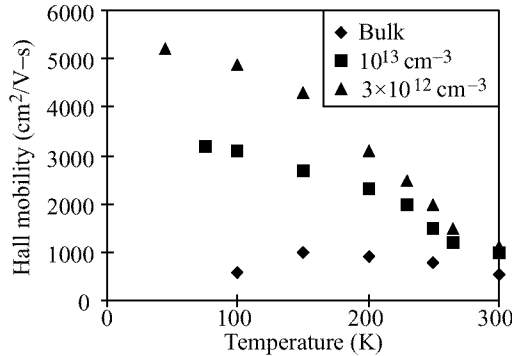 6000
5000
4000
3000
2000
1000
0
0
100
200
300
Hall mobility (cm²/V−s)
Temperature (K)
Bulk
10¹³ cm⁻³
3×10¹² cm⁻³